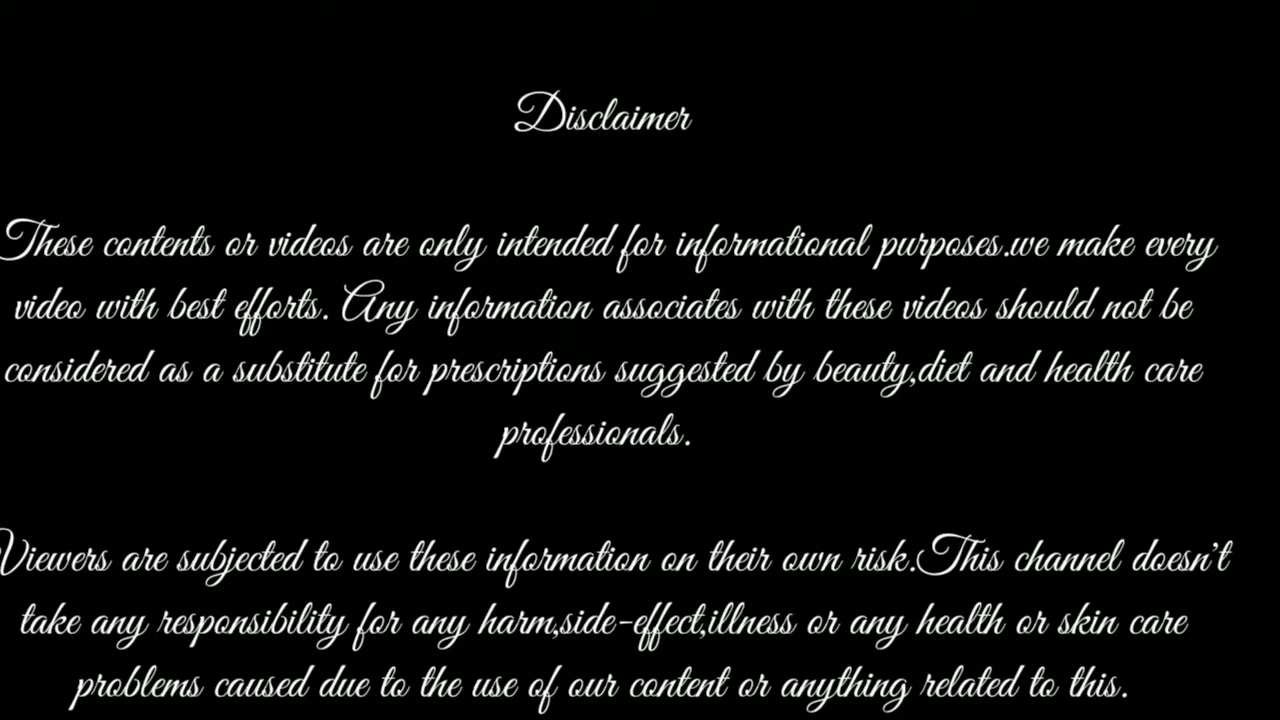 Disclaimer
These contents or videos are only intended for informational purposes.we make every
video with best efforts. Any information associates with these videos should not be
considered as a substitute for prescriptions suggested by beauty,diet and health care
professionals.
Viewers are subjected to use these information on their own risk.This channel doesn't
take any responsibility for any harm,side-effect,illness or any health or skin care
problems caused due to the use of our content or anything related to this.